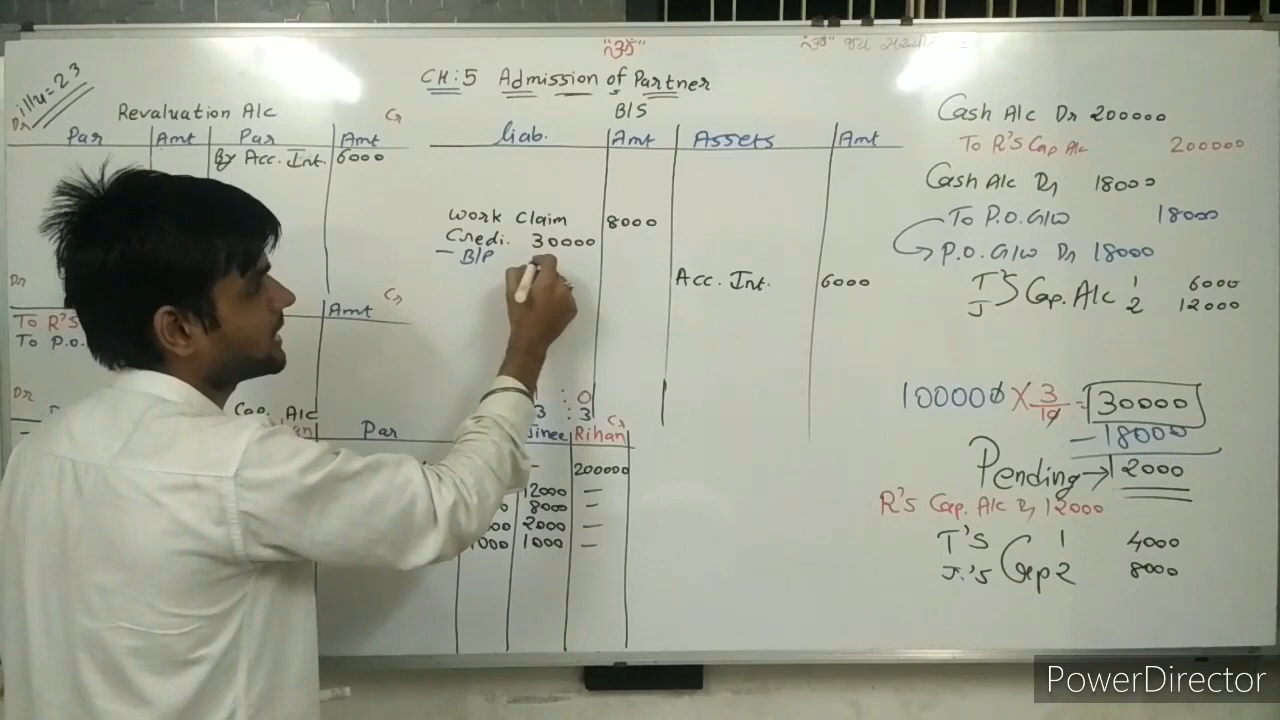 "ૐ"
"ૐ" જય
illu=23
CH:5 Admission of Partner
Revaluation A/c
Dr
Cr
Par Amt Par Amt
By Acc. Int. 6000
B/S
Liab. Amt Assets Amt
Work Claim 8000
Credi. 30000
- B/P
Acc. Int. 6000
Dr
Cr
Amt
To R'S
To P.O.
Dr
Cap. A/c
Cr
Par
: 0
3 : 3
Jinee Rihan
- 200000
12000 —
8000 —
2000 —
1000 —
Cash A/c Dr 200000
To R'S Cap A/c 200000
Cash A/c Dr 18000
To P.O. G/W 18000
P.O. G/W Dr 18000
T'S 1 6000
J Cap. A/c 2 12000
100000 X 3/10 = 30000
- 18000
Pending → 12000
R'S Cap. A/c Dr 12000
T'S 1 4000
J.'s Cap 2 8000
PowerDirector